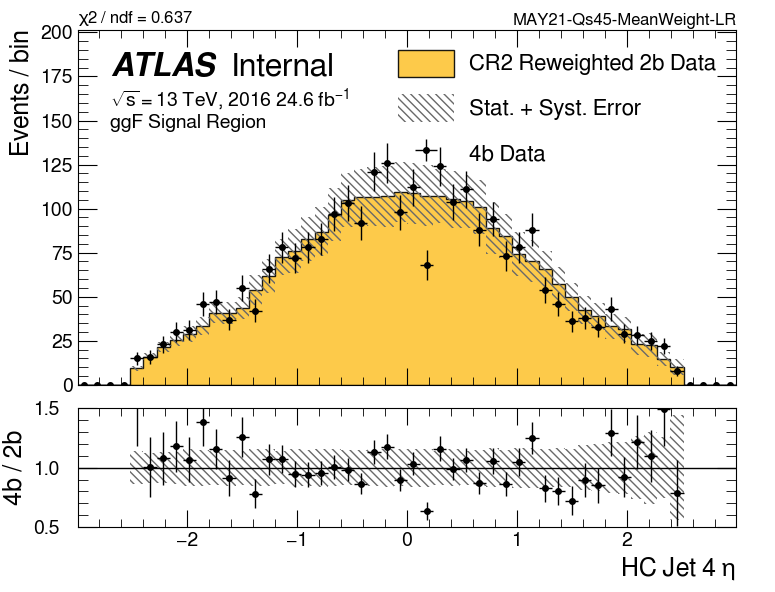 χ2 / ndf = 0.637
MAY21-Qs45-MeanWeight-LR
Events / bin
200
175
150
125
100
75
50
25
0
ATLAS Internal
√s = 13 TeV, 2016 24.6 fb−1
ggF Signal Region
CR2 Reweighted 2b Data
Stat. + Syst. Error
4b Data
4b / 2b
1.5
1.0
0.5
−2 −1 0 1 2
HC Jet 4 η